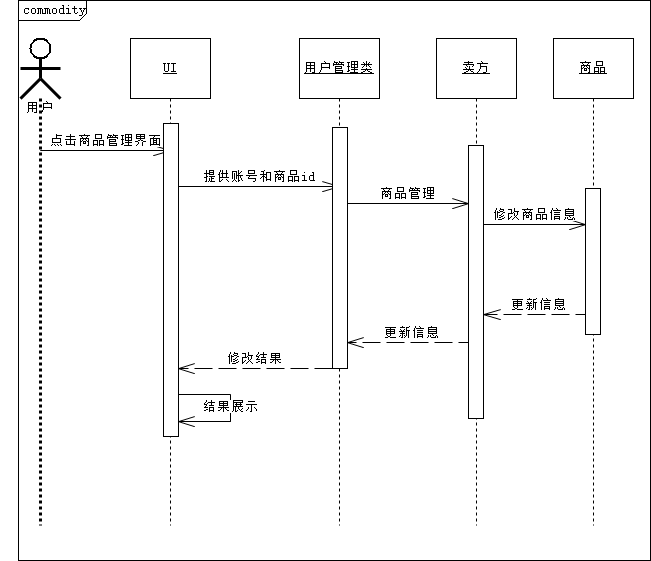 commodity
UI
用户管理类
卖方
商品
用户
点击商品管理界面
提供账号和商品id
商品管理
修改商品信息
更新信息
更新信息
修改结果
结果展示